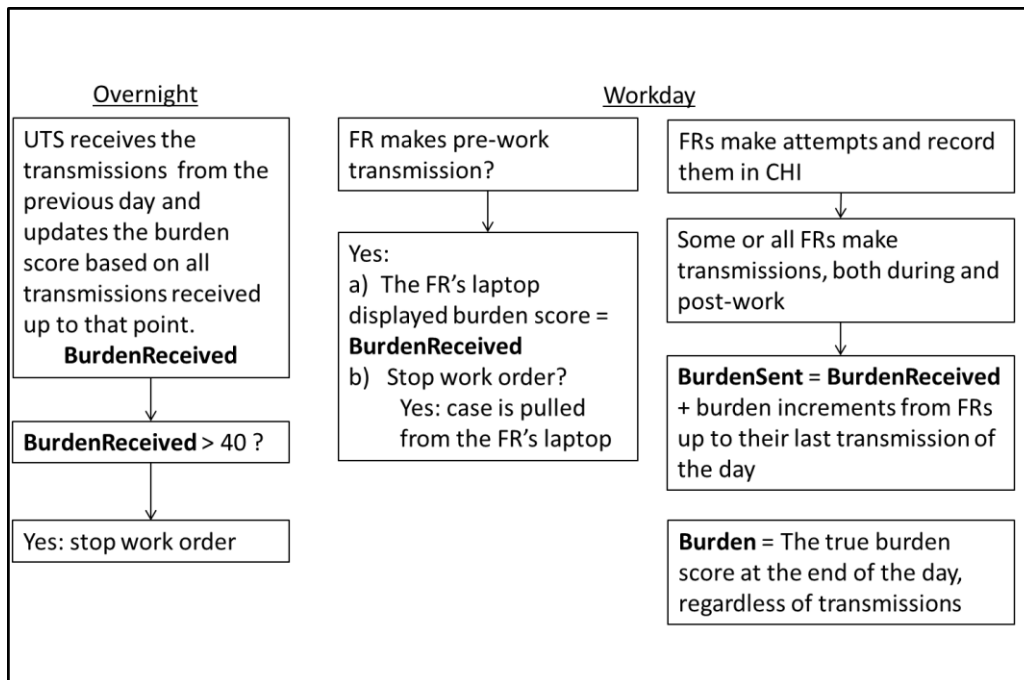 Overnight
UTS receives the
transmissions from the
previous day and
updates the burden
score based on all
transmissions received
up to that point.
BurdenReceived
BurdenReceived > 40 ?
Yes: stop work order
Workday
FR makes pre-work
transmission?
Yes:
a) The FR's laptop
displayed burden score =
BurdenReceived
b) Stop work order?
Yes: case is pulled
from the FR's laptop
FRs make attempts and record
them in CHI
Some or all FRs make
transmissions, both during and
post-work
BurdenSent = BurdenReceived
+ burden increments from FRs
up to their last transmission of
the day
Burden = The true burden
score at the end of the day,
regardless of transmissions